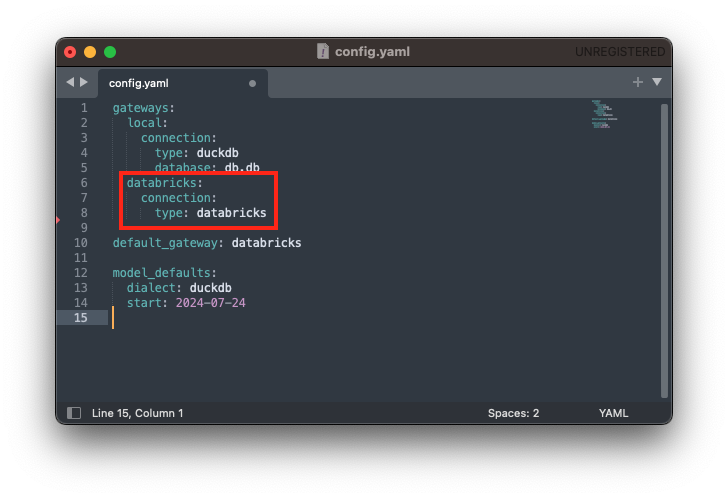 config.yaml
UNREGISTERED
config.yaml
1 gateways:
2   local:
3     connection:
4       type: duckdb
5       database: db.db
6   databricks:
7     connection:
8       type: databricks
9
10 default_gateway: databricks
11
12 model_defaults:
13   dialect: duckdb
14   start: 2024-07-24
15
Line 15, Column 1
Spaces: 2
YAML